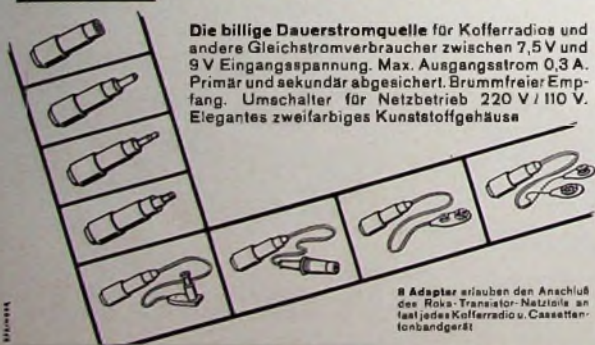 Die billige Dauerstromquelle für Kofferradios und
andere Gleichstromverbraucher zwischen 7,5 V und
9 V Eingangsspannung. Max. Ausgangsstrom 0,3 A.
Primär und sekundär abgesichert. Brummfreier Emp-
fang. Umschalter für Netzbetrieb 220 V / 110 V.
Elegantes zweifarbiges Kunststoffgehäuse
8 Adapter erlauben den Anschluß
des Roka-Transistor-Netzteils an
fast jedes Kofferradio u. Cassetten-
tonbandgerät